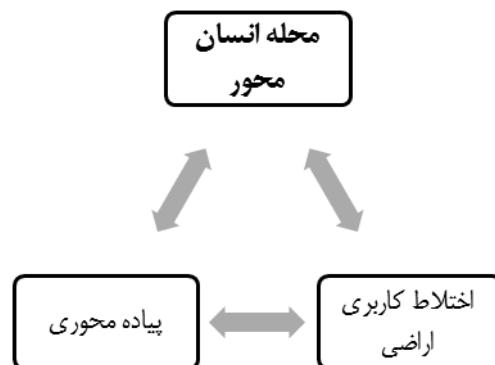 محله انسان
محور
اختلاط کاربری
اراضی
پیاده محوری